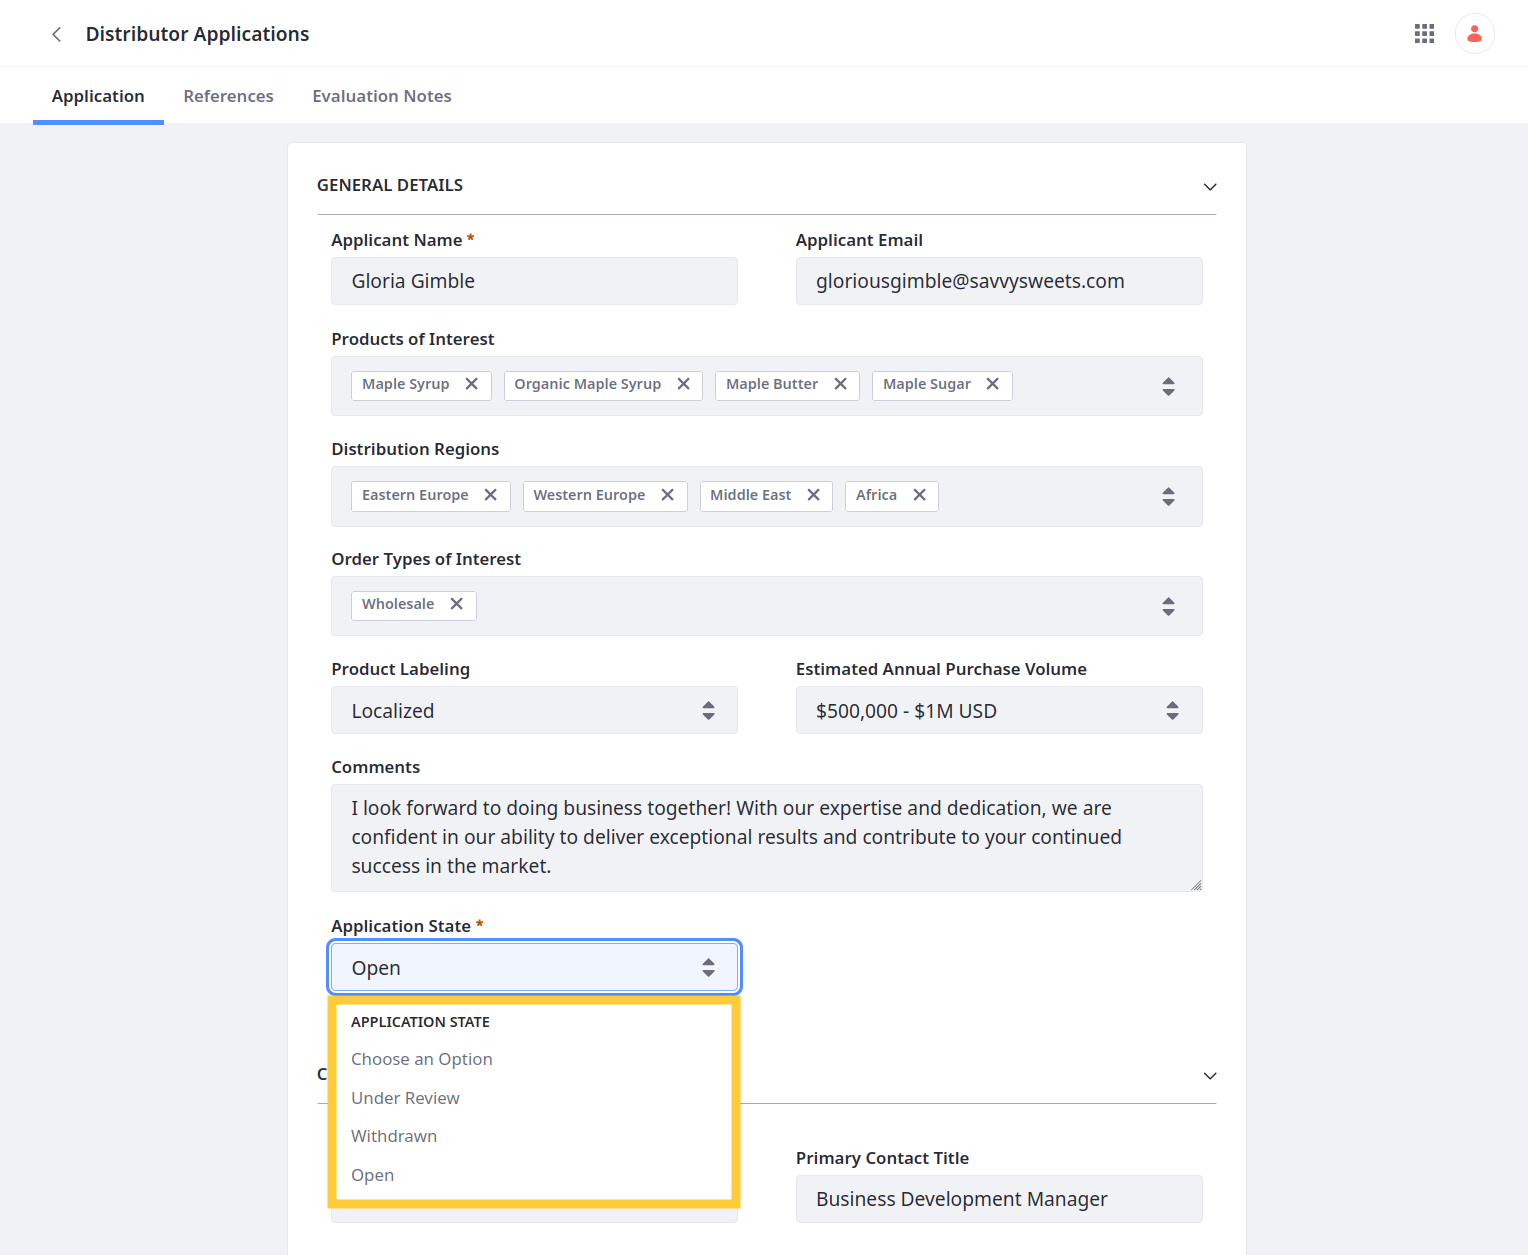 Distributor Applications
Application References Evaluation Notes
GENERAL DETAILS
Applicant Name * Applicant Email
Gloria Gimble gloriousgimble@savvysweets.com
Products of Interest
Maple Syrup Organic Maple Syrup Maple Butter Maple Sugar
Distribution Regions
Eastern Europe Western Europe Middle East Africa
Order Types of Interest
Wholesale
Product Labeling Estimated Annual Purchase Volume
Localized $500,000 - $1M USD
Comments
I look forward to doing business together! With our expertise and dedication, we are
confident in our ability to deliver exceptional results and contribute to your continued
success in the market.
Application State *
Open
APPLICATION STATE
Choose an Option
Under Review
Withdrawn
Open
Primary Contact Title
Business Development Manager